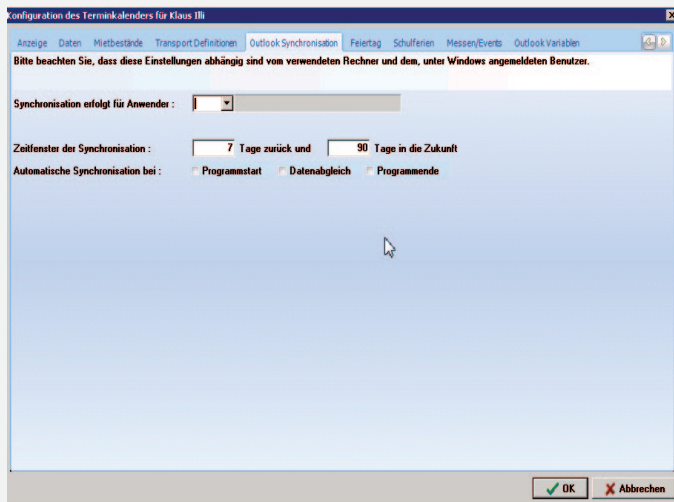 Konfiguration des Terminkalenders für Klaus Illi
Anzeige Daten Mietbestände Transport Definitionen Outlook Synchronisation Feiertag Schulferien Messen/Events Outlook Variablen
Bitte beachten Sie, dass diese Einstellungen abhängig sind vom verwendeten Rechner und dem, unter Windows angemeldeten Benutzer.
Synchronisation erfolgt für Anwender :
Zeitfenster der Synchronisation : 7 Tage zurück und 90 Tage in die Zukunft
Automatische Synchronisation bei : Programmstart Datenabgleich Programmende
OK Abbrechen